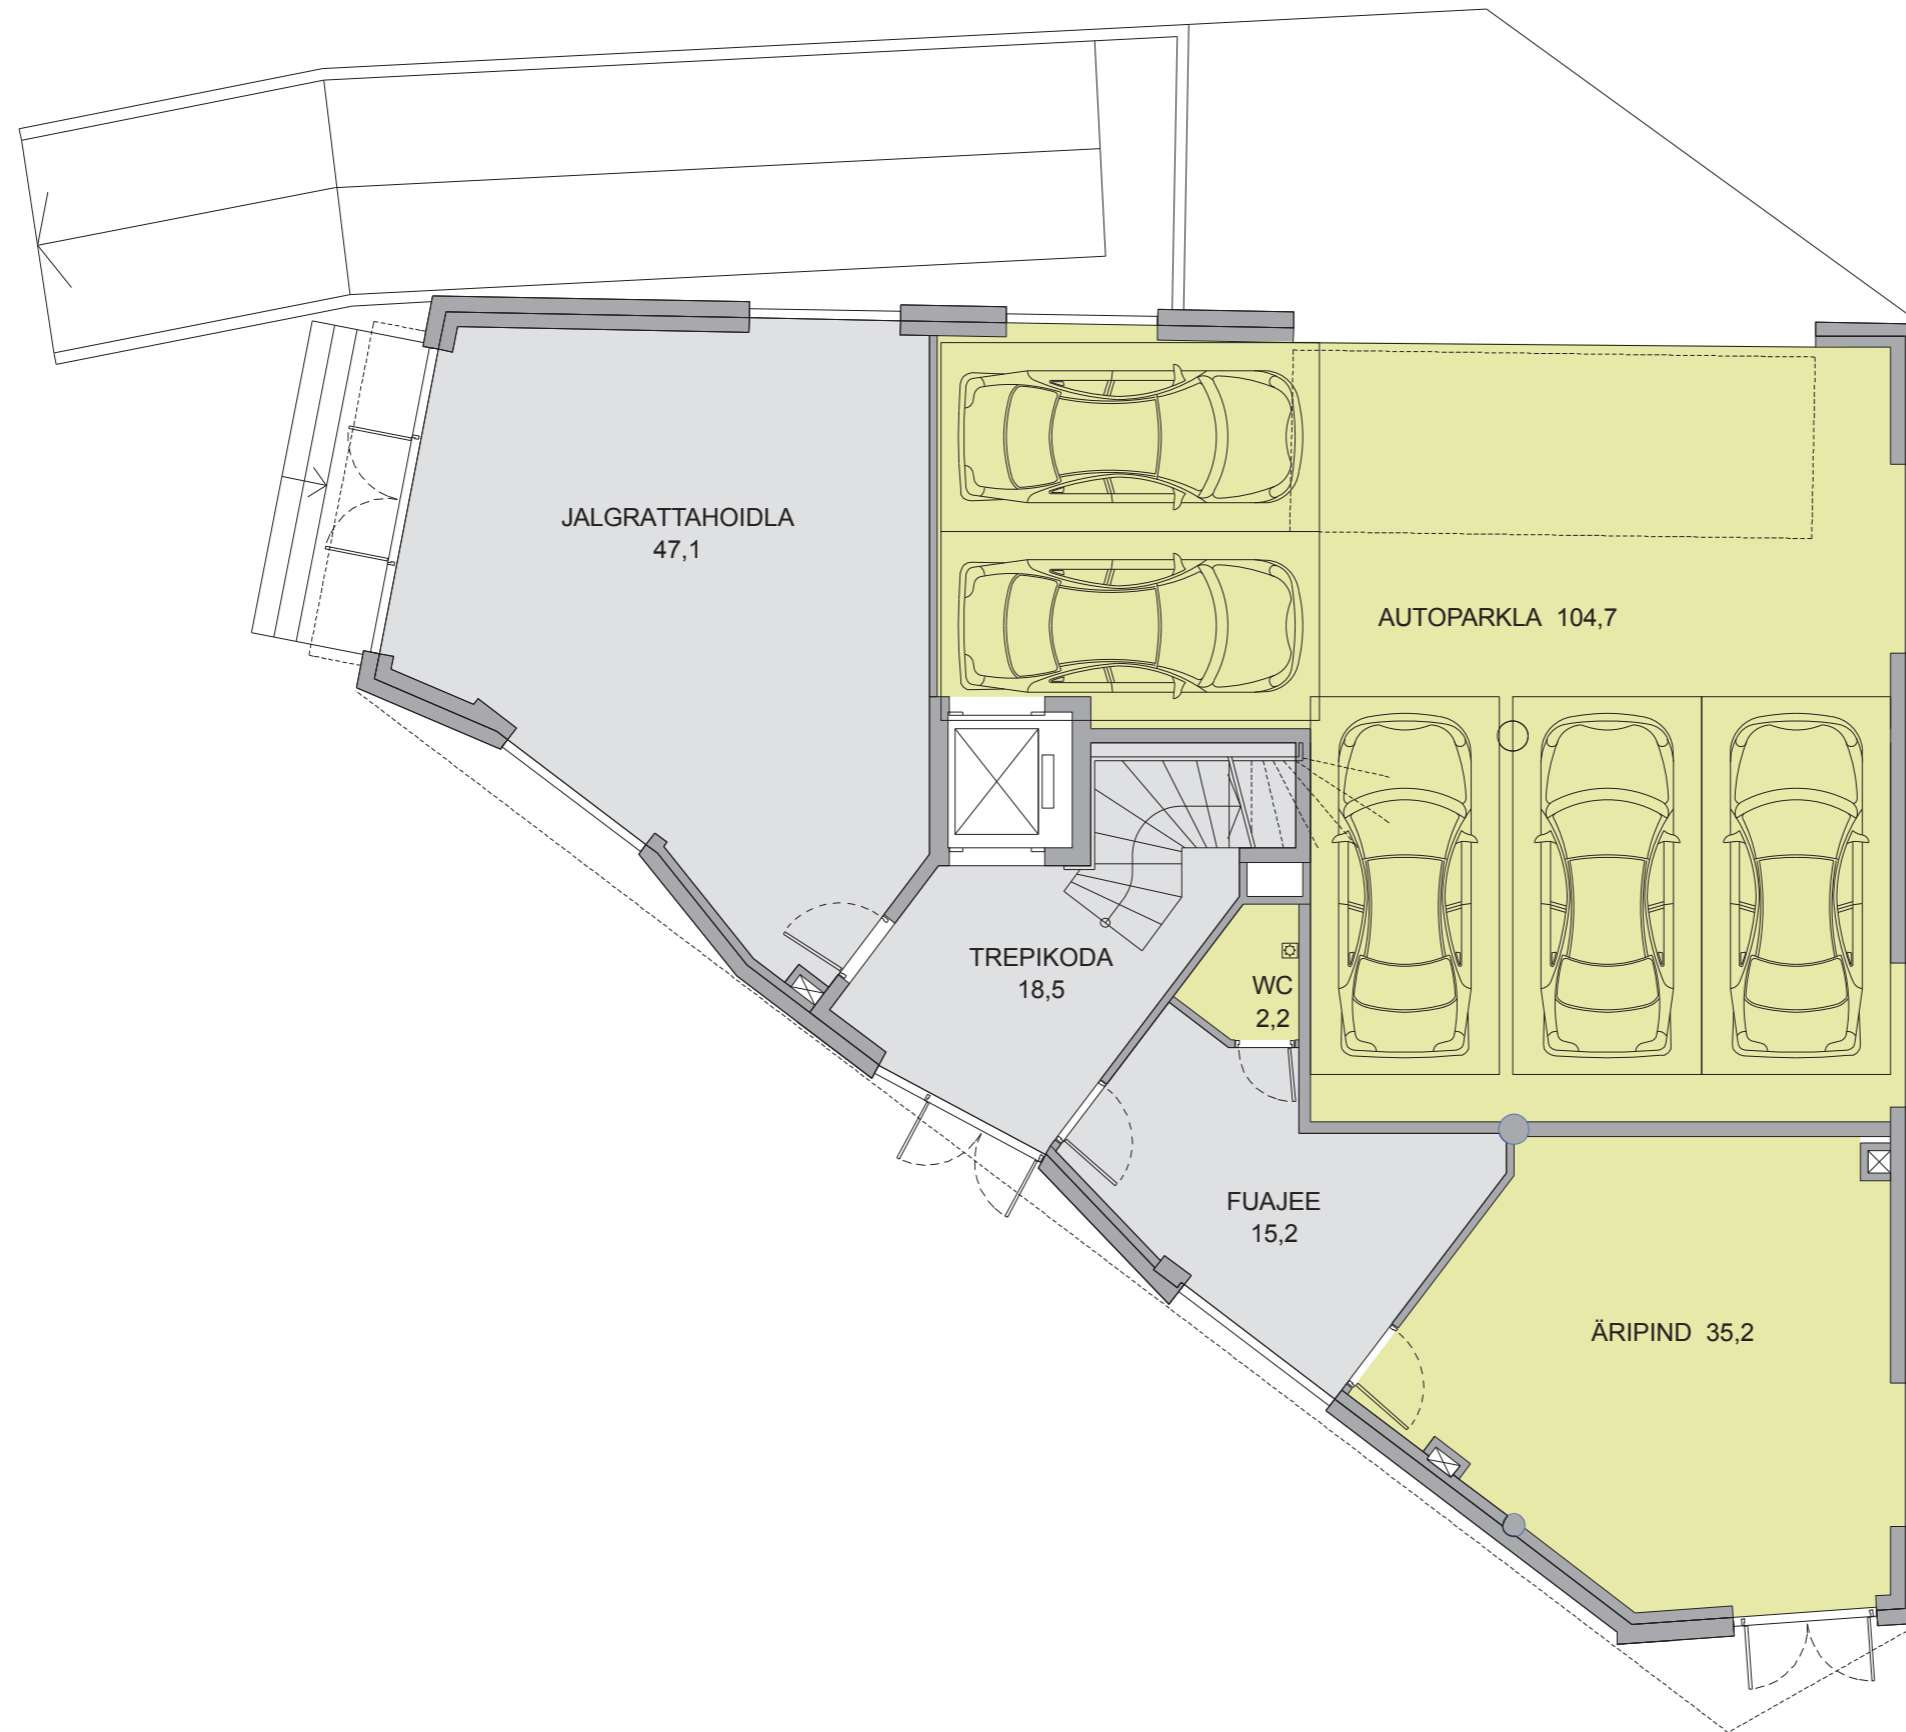 JALGRATTAHOIDLA
47,1
AUTOPARKLA 104,7
TREPIKODA
18,5
WC
2,2
FUAJEE
15,2
ÄRIPIND 35,2